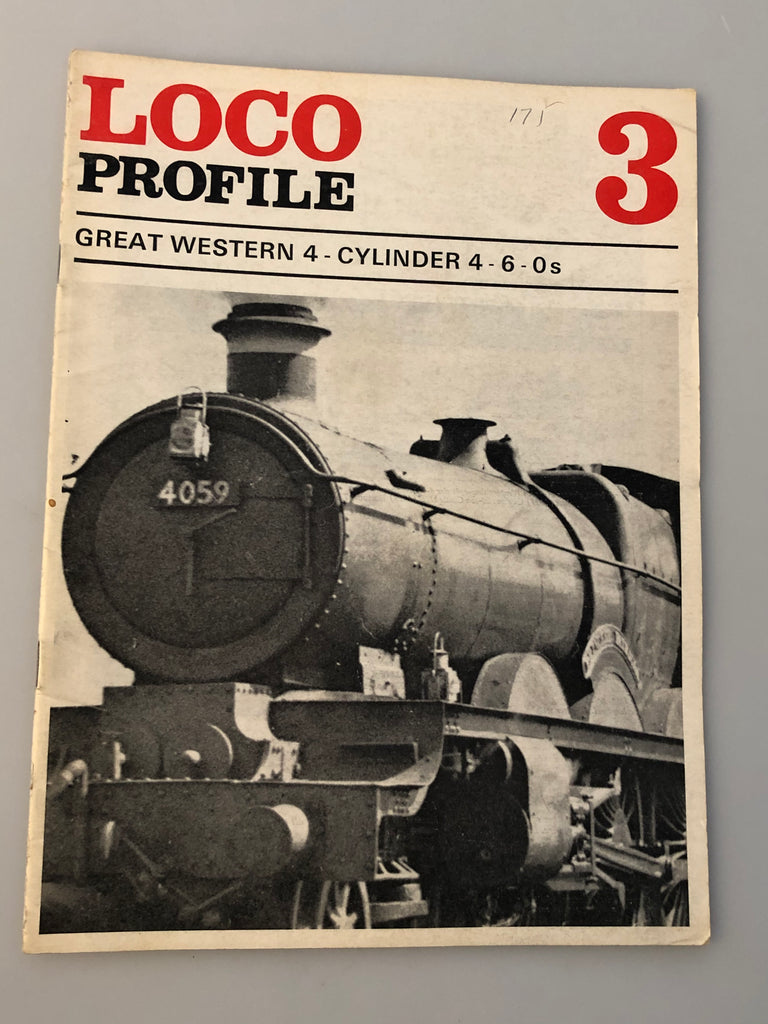 LOCO
PROFILE
175
3
GREAT WESTERN 4-CYLINDER 4-6-0s
4059